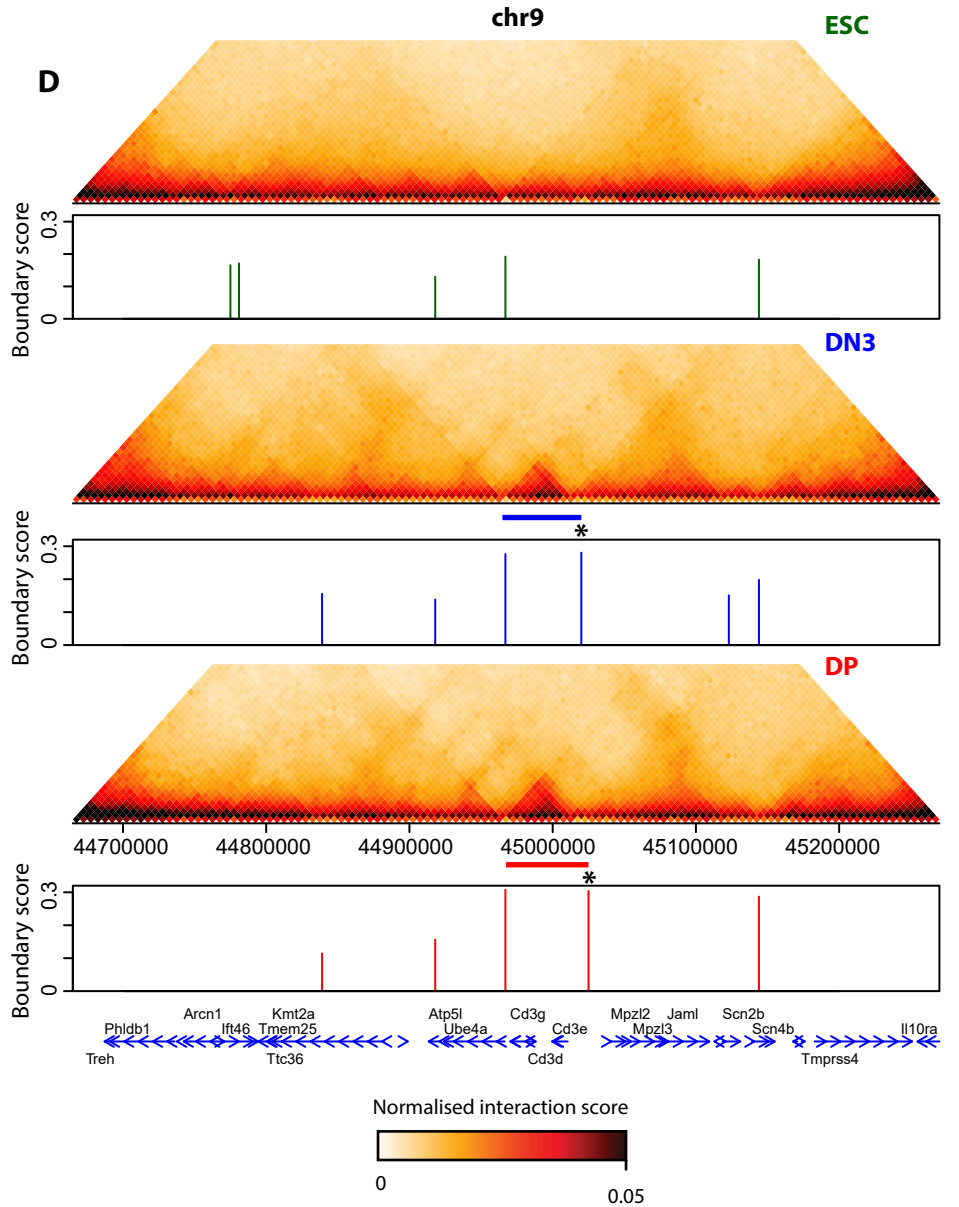 chr9
ESC
D
Boundary score
0.3
0
DN3
*
Boundary score
0.3
0
DP
44700000 44800000 44900000 45000000 45100000 45200000
*
Boundary score
0.3
0
Arcn1 Kmt2a Atp5l Cd3g Mpzl2 Jaml Scn2b
Phldb1 Ift46 Tmem25 Ube4a Cd3e Mpzl3 Scn4b Il10ra
Treh Ttc36 Cd3d Tmprss4
Normalised interaction score
0 0.05